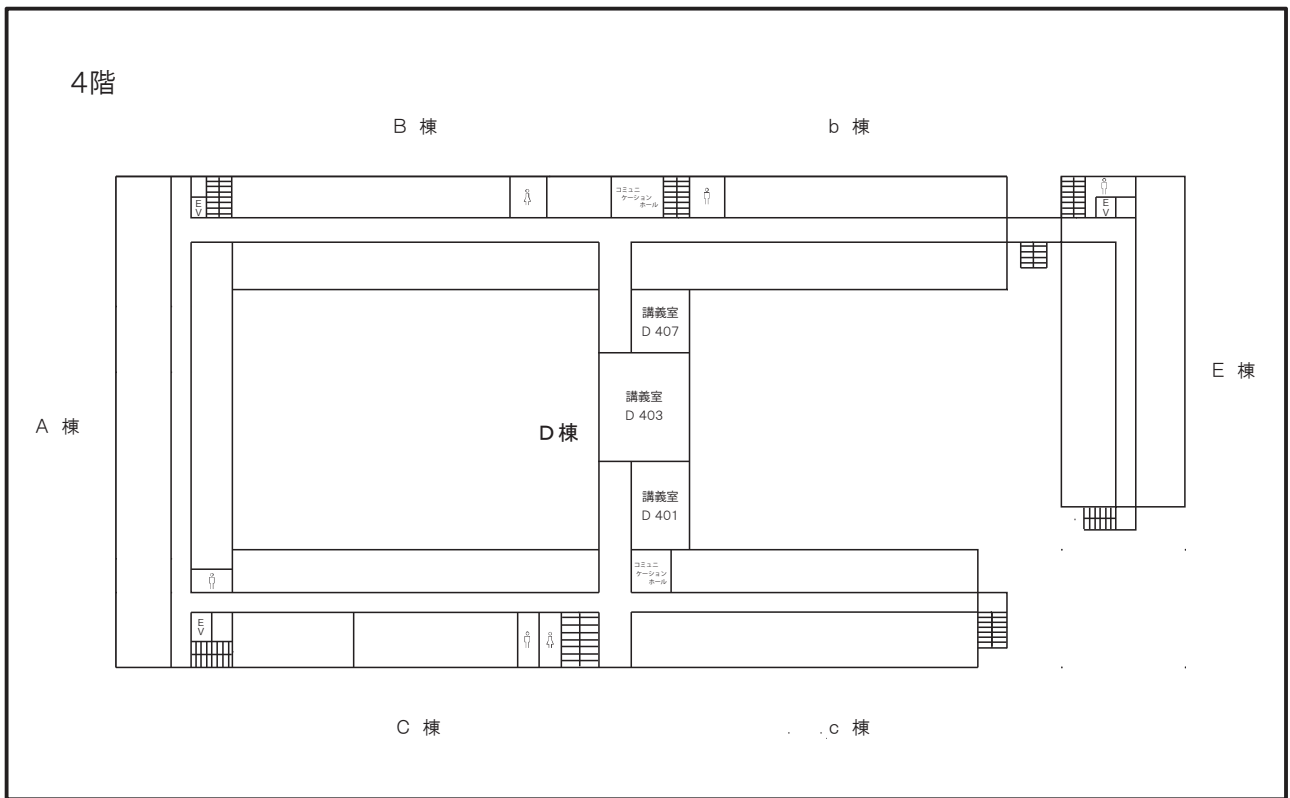 4階
B 棟
b 棟
E
V
コミュニ
ケーション
ホール
E
V
講義室
D 407
講義室
D 403
D棟
A 棟
E 棟
講義室
D 401
コミュニ
ケーション
ホール
E
V
C 棟
c 棟